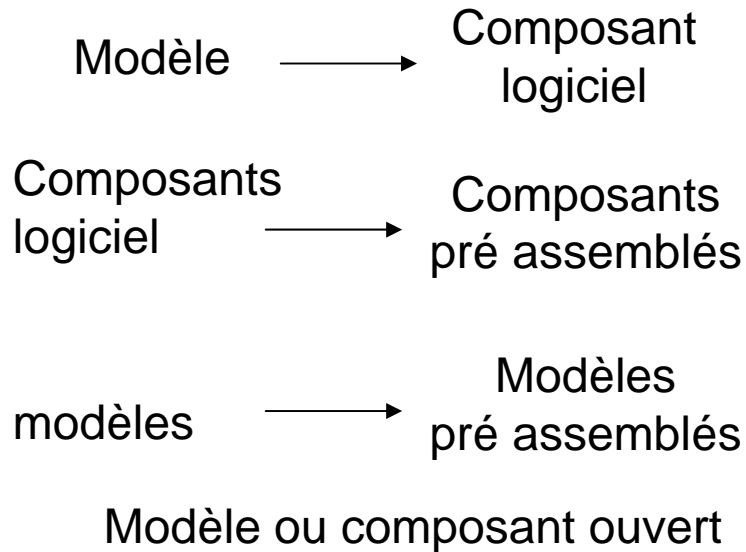 Modèle
Composant
logiciel
Composants
logiciel
Composants
pré assemblés
modèles
Modèles
pré assemblés
Modèle ou composant ouvert